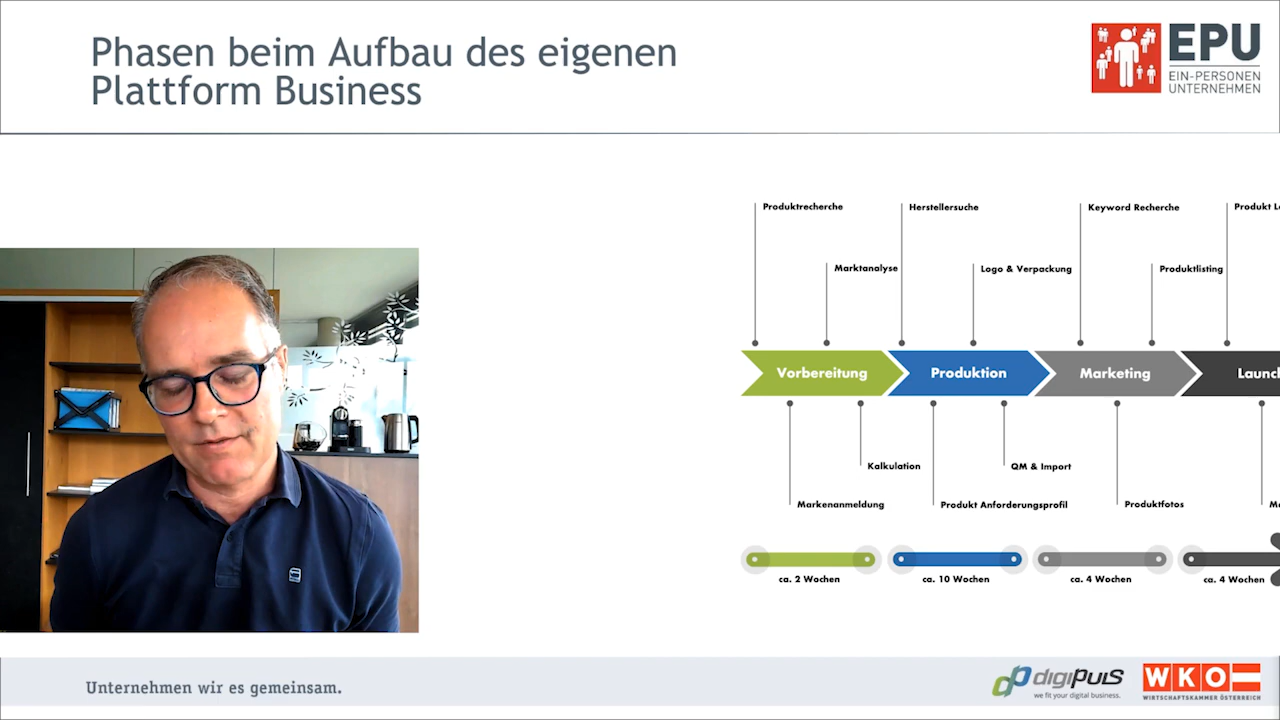 Phasen beim Aufbau des eigenen
Plattform Business
EPU
EIN-PERSONEN
UNTERNEHMEN
Produktrecherche
Herstellersuche
Keyword Recherche
Produkt
Marktanalyse
Logo & Verpackung
Produktlisting
Vorbereitung
Produktion
Marketing
Launch
Kalkulation
QM & Import
Markenanmeldung
Produkt Anforderungsprofil
Produktfotos
ca. 2 Wochen
ca. 10 Wochen
ca. 4 Wochen
ca. 4 Wochen
Unternehmen wir es gemeinsam.
digiPULS
we fit your digital business.
WKO
WIRTSCHAFTSKAMMER ÖSTERREICH